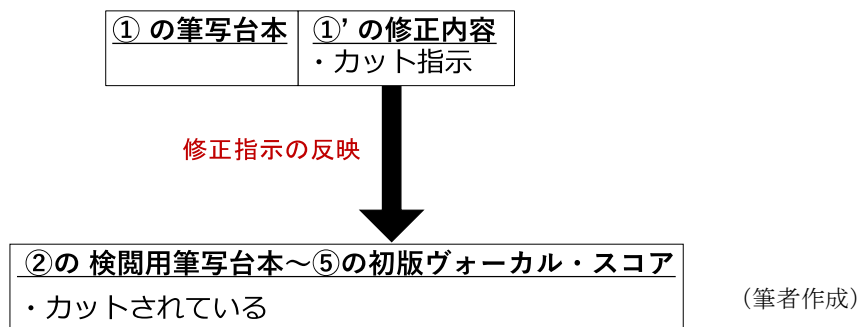 ① の筆写台本 ①’ の修正内容
・カット指示
修正指示の反映
②の 検閲用筆写台本～⑤の初版ヴォーカル・スコア
・カットされている
（筆者作成）